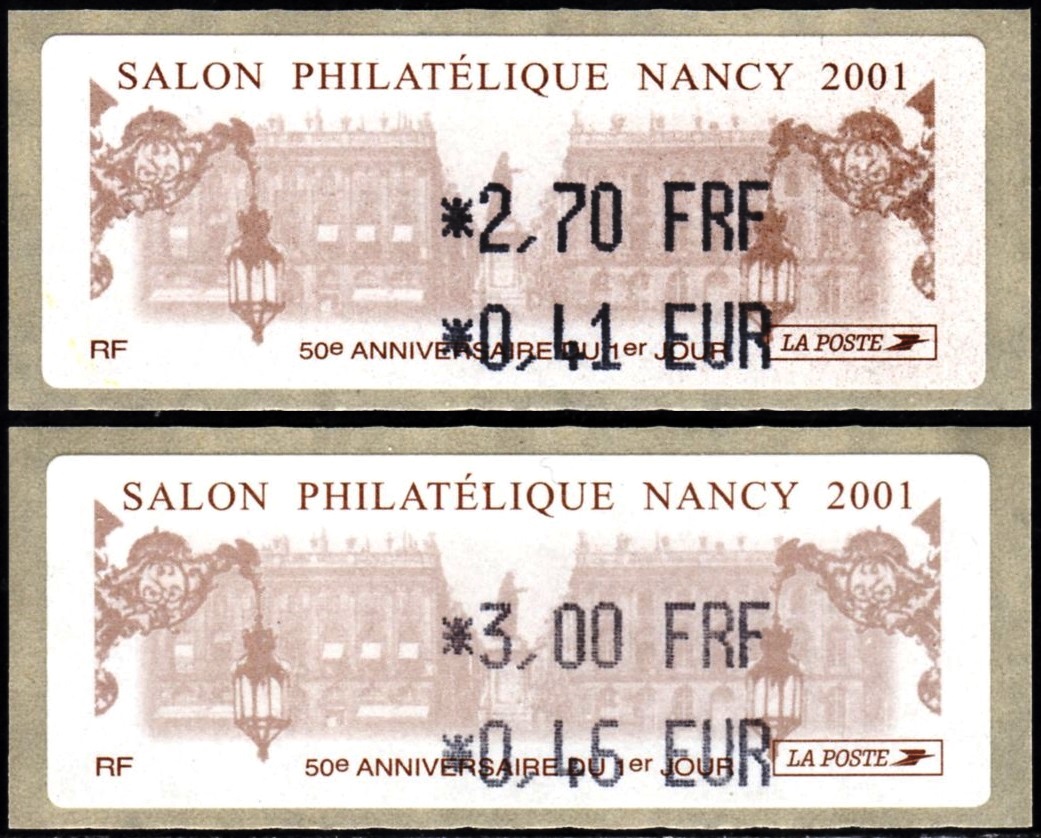 SALON PHILATÉLIQUE NANCY 2001
*2,70 FRF
*0,41 EUR
RF 50e ANNIVERSAIRE DU 1er JOUR LA POSTE
SALON PHILATÉLIQUE NANCY 2001
*3,00 FRF
*0,46 EUR
RF 50e ANNIVERSAIRE DU 1er JOUR LA POSTE